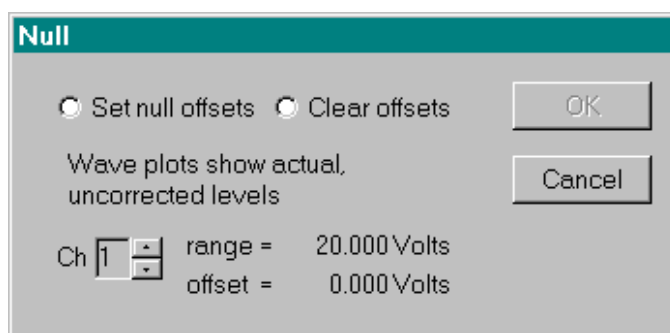 Null
Set null offsets Clear offsets OK
Wave plots show actual,
uncorrected levels
Cancel
Ch 1 range = 20.000 Volts
offset = 0.000 Volts